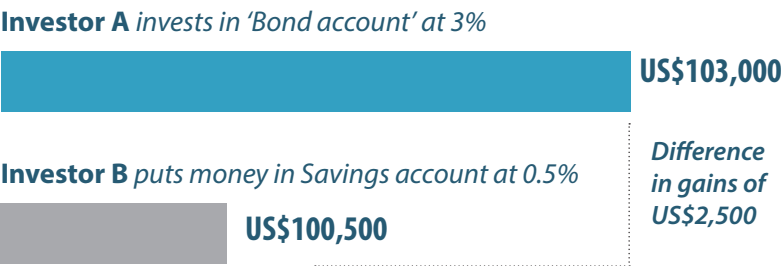 Investor A invests in ‘Bond account’ at 3%
US$103,000
Investor B puts money in Savings account at 0.5%
US$100,500
Difference
in gains of
US$2,500